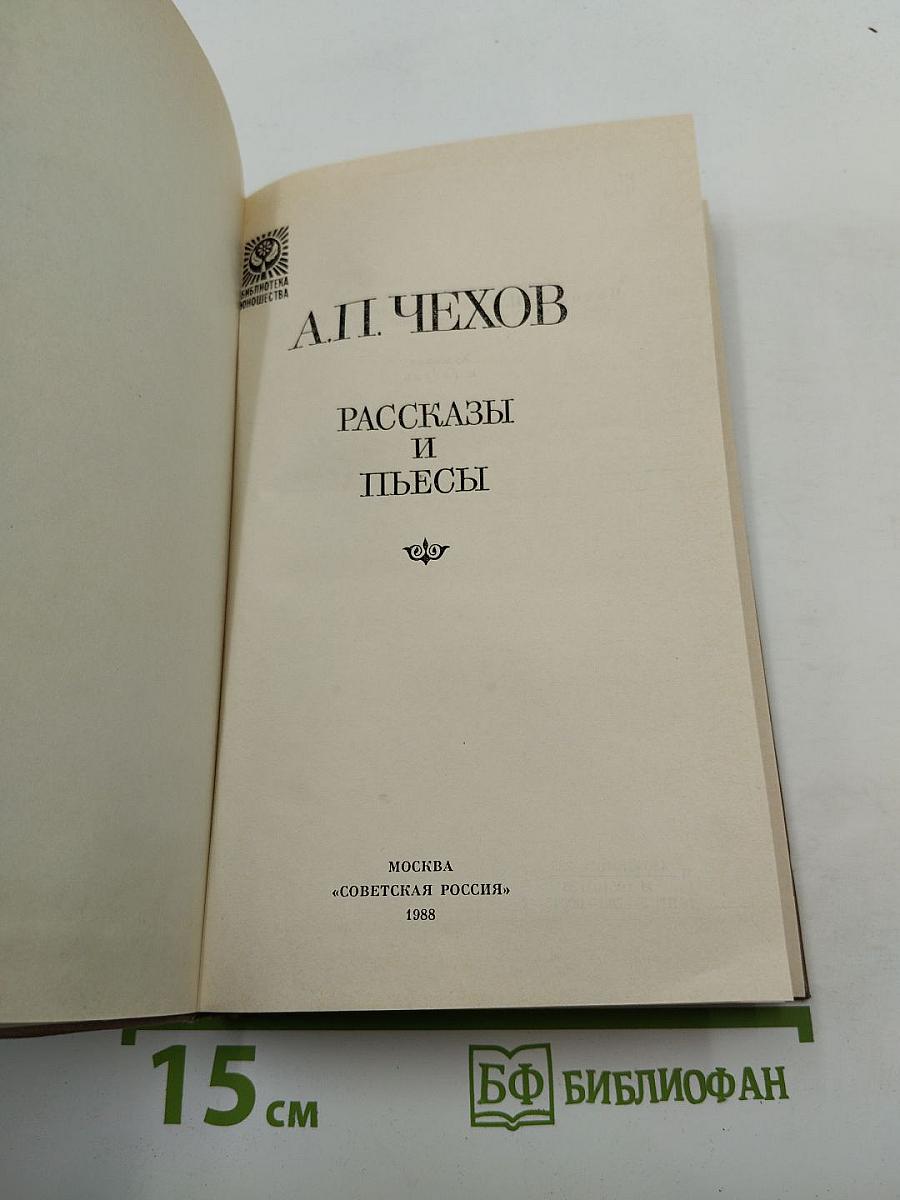 БИБЛИОТЕКА
ЮНОШЕСТВА
А.П. ЧЕХОВ
РАССКАЗЫ
И
ПЬЕСЫ
МОСКВА
«СОВЕТСКАЯ РОССИЯ»
1988
15 см
БФ БИБЛИОФАН